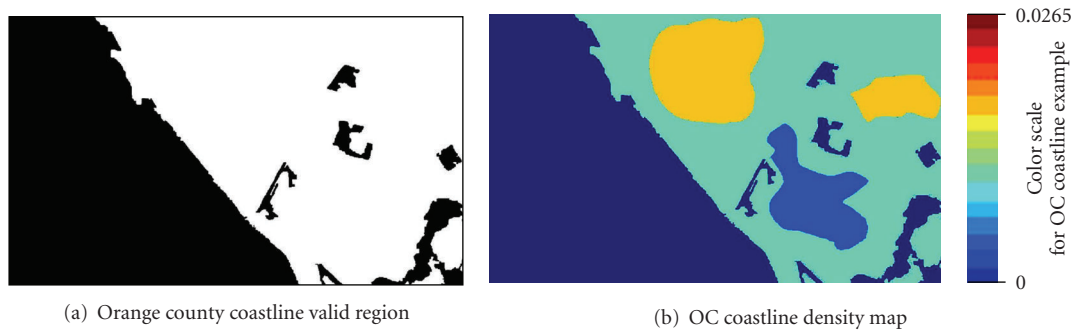 0.0265
Color scale
for OC coastline example
0
(a) Orange county coastline valid region
(b) OC coastline density map